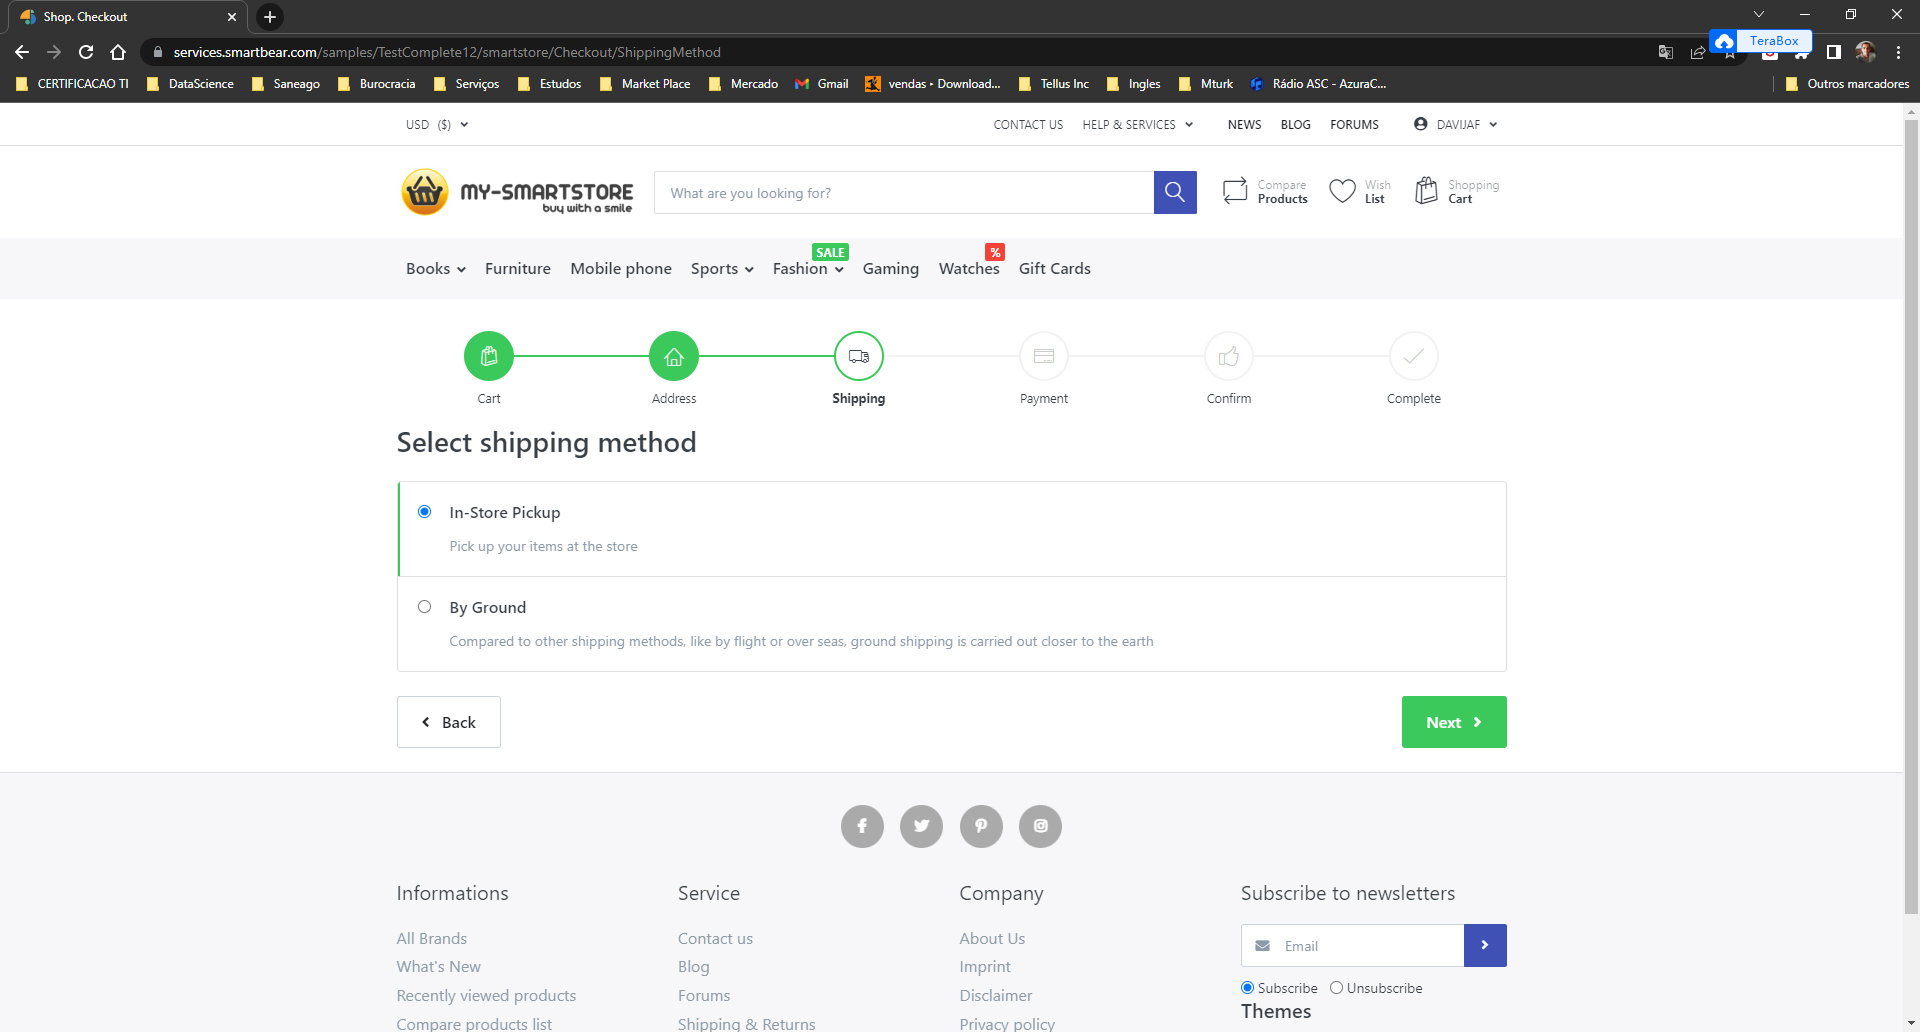 Shop. Checkout
services.smartbear.com/samples/TestComplete12/smartstore/Checkout/ShippingMethod
TeraBox
CERTIFICACAO TI
DataScience
Saneago
Burocracia
Serviços
Estudos
Market Place
Mercado
Gmail
vendas • Download...
Tellus Inc
Ingles
Mturk
Rádio ASC - AzuraC...
Outros marcadores
USD ($)
CONTACT US
HELP & SERVICES
NEWS
BLOG
FORUMS
DAVIJAF
MY-SMARTSTORE
buy with a smile
What are you looking for?
Compare
Products
Wish
List
Shopping
Cart
SALE
%
Books
Furniture
Mobile phone
Sports
Fashion
Gaming
Watches
Gift Cards
Cart
Address
Shipping
Payment
Confirm
Complete
Select shipping method
In-Store Pickup
Pick up your items at the store
By Ground
Compared to other shipping methods, like by flight or over seas, ground shipping is carried out closer to the earth
Back
Next
Informations
All Brands
What's New
Recently viewed products
Compare products list
Service
Contact us
Blog
Forums
Shipping & Returns
Company
About Us
Imprint
Disclaimer
Privacy policy
Subscribe to newsletters
Email
Subscribe
Unsubscribe
Themes